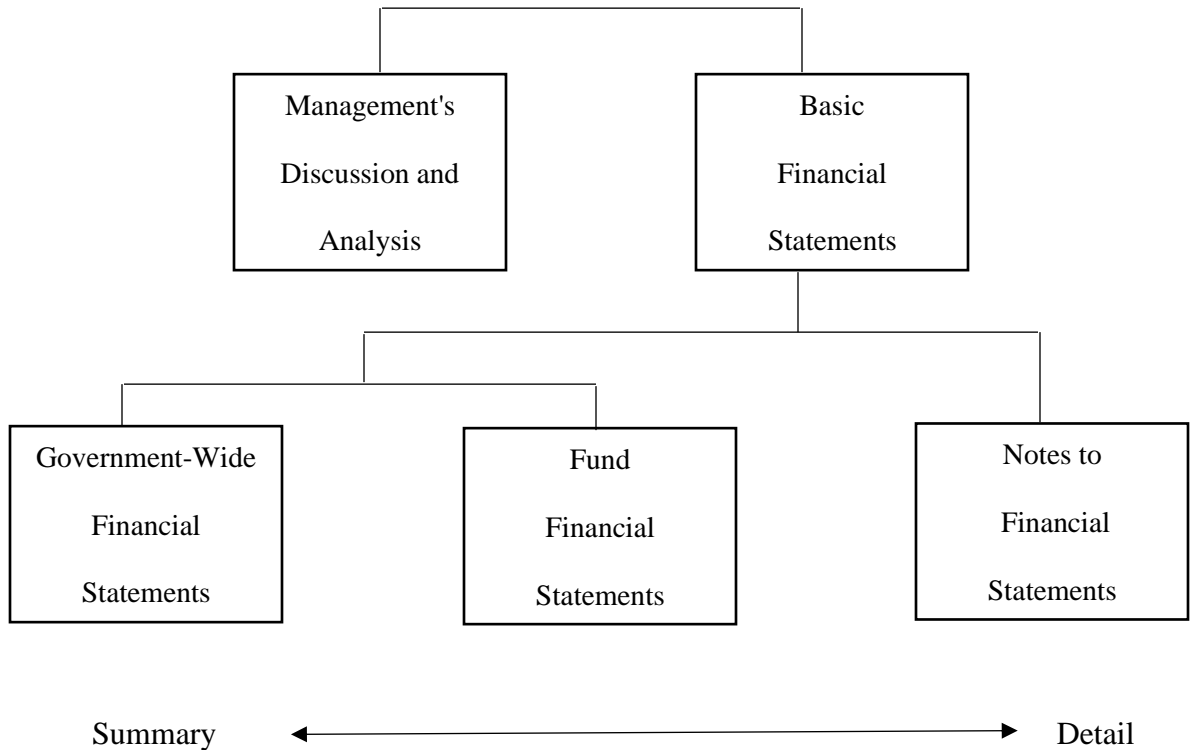 Management's
Discussion and
Analysis
Basic
Financial
Statements
Government-Wide
Financial
Statements
Fund
Financial
Statements
Notes to
Financial
Statements
Summary
Detail